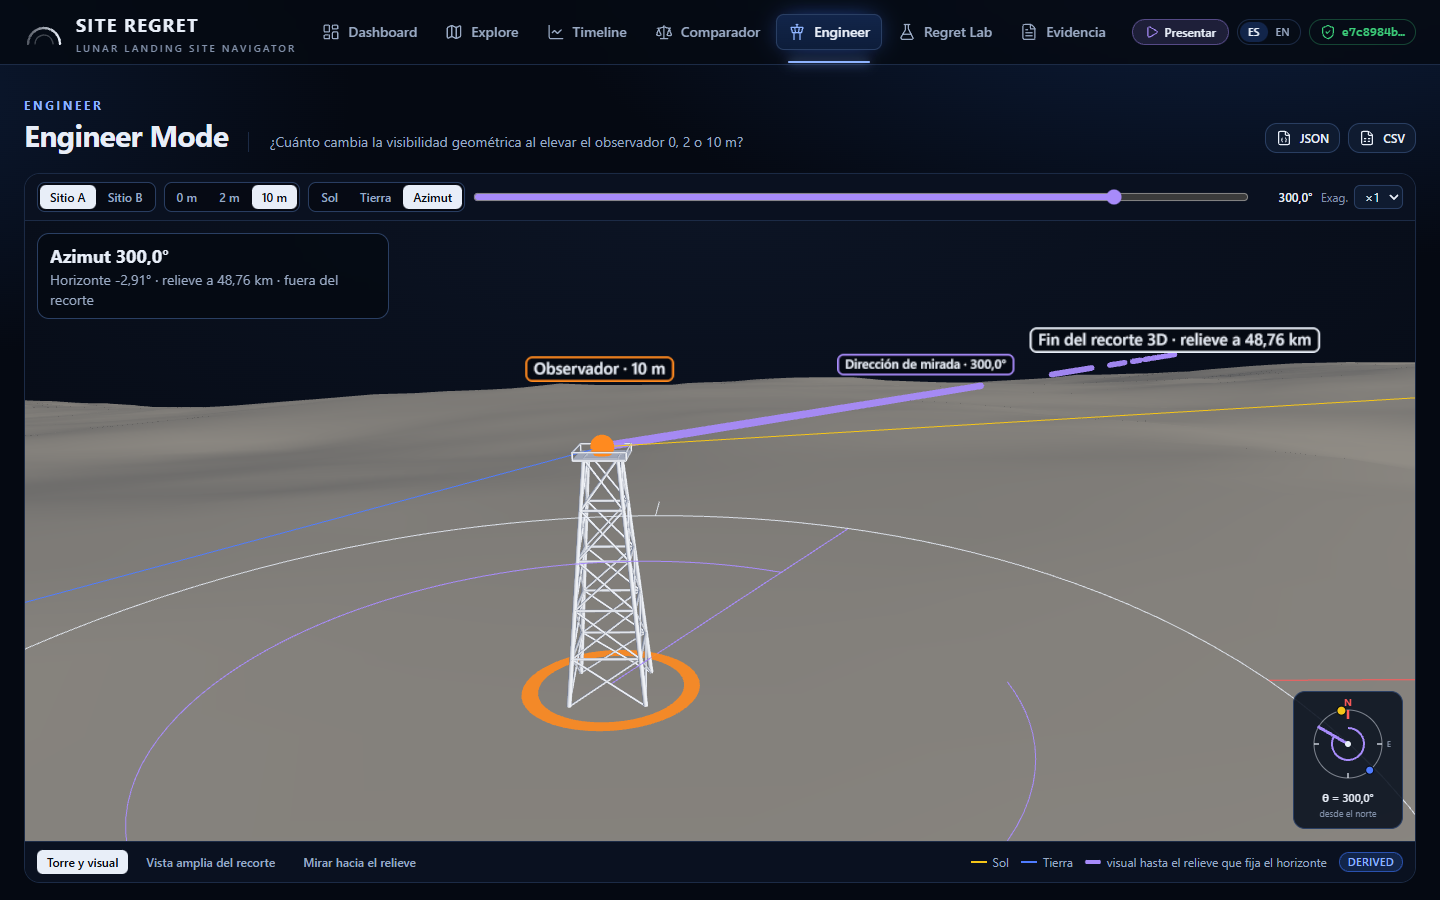 SITE REGRET
LUNAR LANDING SITE NAVIGATOR
Dashboard
Explore
Timeline
Comparador
Engineer
Regret Lab
Evidencia
Presentar
ES
EN
e7c8984b…
ENGINEER
Engineer Mode
¿Cuánto cambia la visibilidad geométrica al elevar el observador 0, 2 o 10 m?
JSON
CSV
Sitio A
Sitio B
0 m
2 m
10 m
Sol
Tierra
Azimut
300,0°
Exag.
×1
Azimut 300,0°
Horizonte -2,91° · relieve a 48,76 km · fuera del
recorte
Fin del recorte 3D · relieve a 48,76 km
Observador · 10 m
Dirección de mirada · 300,0°
N
E
θ = 300,0°
desde el norte
Torre y visual
Vista amplia del recorte
Mirar hacia el relieve
Sol
Tierra
visual hasta el relieve que fija el horizonte
DERIVED